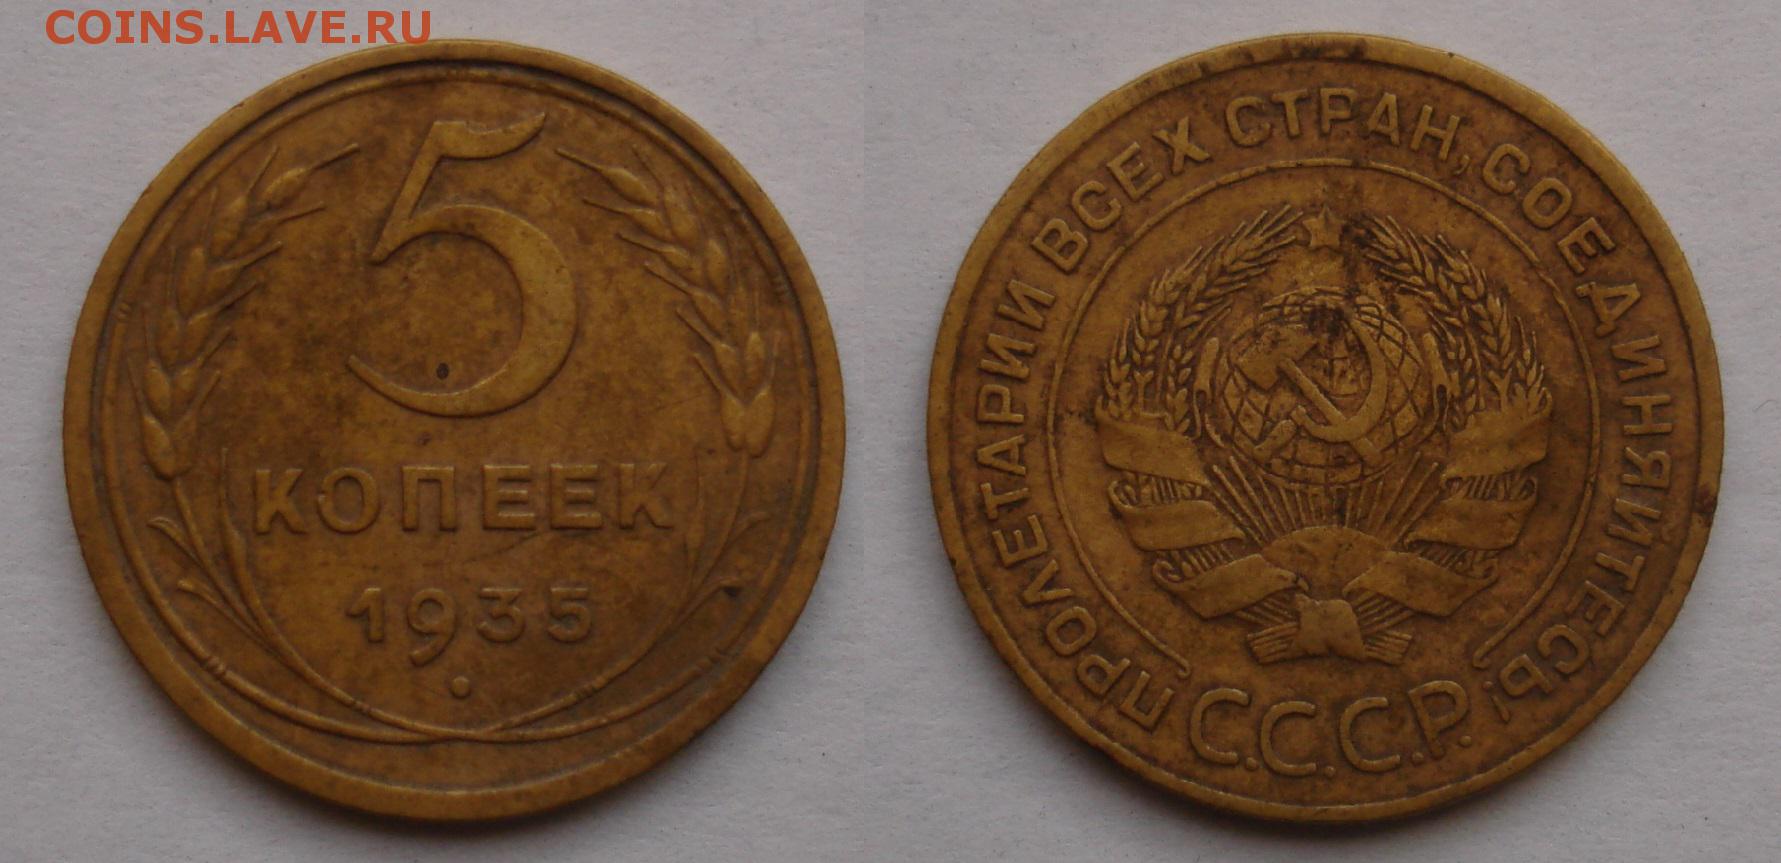 COINS.LAVE.RU
5
КОПЕЕК
1935
ПРОЛЕТАРИИ ВСЕХ СТРАН, СОЕДИНЯЙТЕСЬ!
С.С.С.Р.